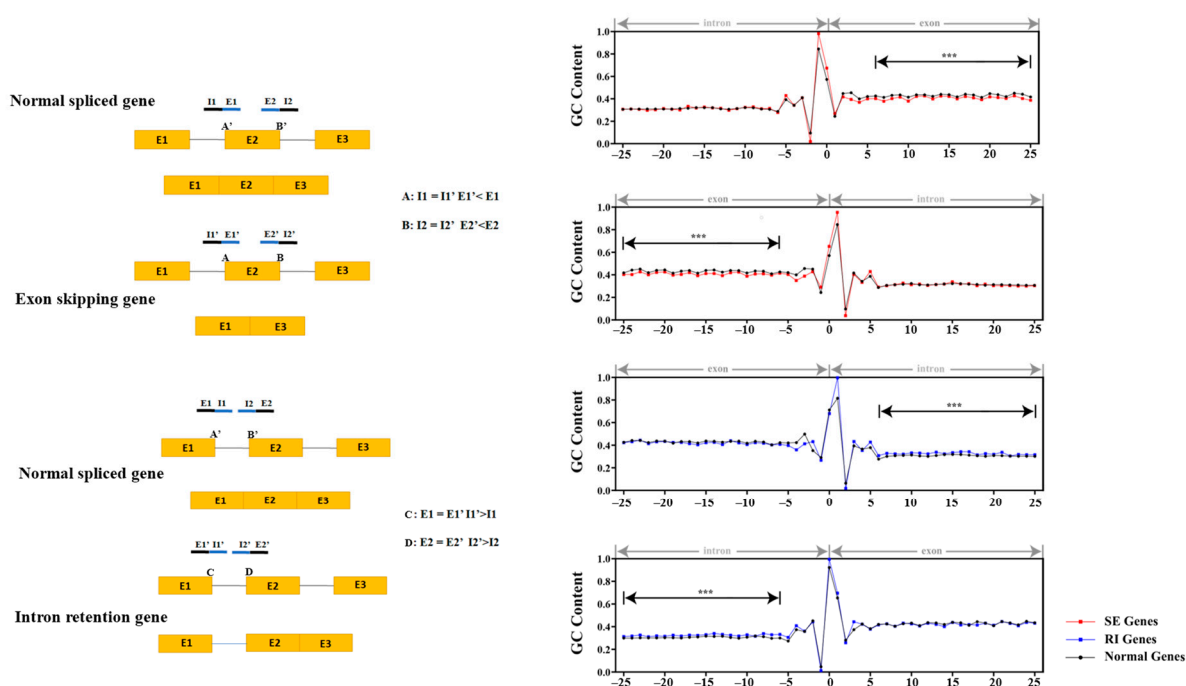 Normal spliced gene
I1 E1 E2 I2
A’ B’
E1 E2 E3
E1 E2 E3
A: I1 = I1’ E1’< E1
B: I2 = I2’ E2’<E2
I1’ E1’ E2’ I2’
A B
E1 E2 E3
Exon skipping gene
E1 E3
E1 I1 I2 E2
A’ B’
E1 E2 E3
Normal spliced gene
E1 E2 E3
C: E1 = E1’ I1’>I1
D: E2 = E2’ I2’>I2
E1’ I1’ I2’ E2’
C D
E1 E2 E3
Intron retention gene
E1 E2 E3
intron exon
GC Content
1.0
0.8
0.6
0.4
0.2
0.0
***
−25 −20 −15 −10 −5 0 5 10 15 20 25
exon intron
GC Content
1.0
0.8
0.6
0.4
0.2
0.0
***
−25 −20 −15 −10 −5 0 5 10 15 20 25
exon intron
GC Content
1.0
0.8
0.6
0.4
0.2
0.0
***
−25 −20 −15 −10 −5 0 5 10 15 20 25
intron exon
GC Content
1.0
0.8
0.6
0.4
0.2
0.0
***
−25 −20 −15 −10 −5 0 5 10 15 20 25
SE Genes
RI Genes
Normal Genes